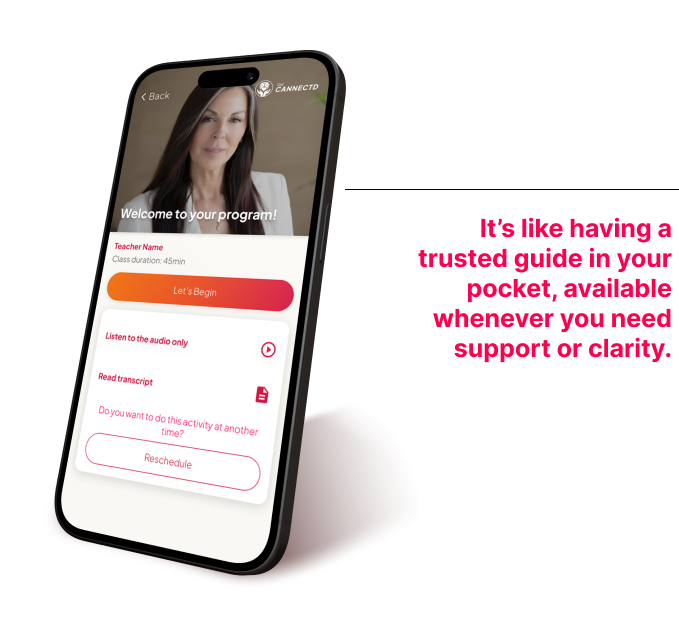 Back
CANNECTD
Welcome to your program!
Teacher Name
Class duration: 45min
Let's Begin
Listen to the audio only
Read transcript
Do you want to do this activity at another
time?
Reschedule
It's like having a
trusted guide in your
pocket, available
whenever you need
support or clarity.